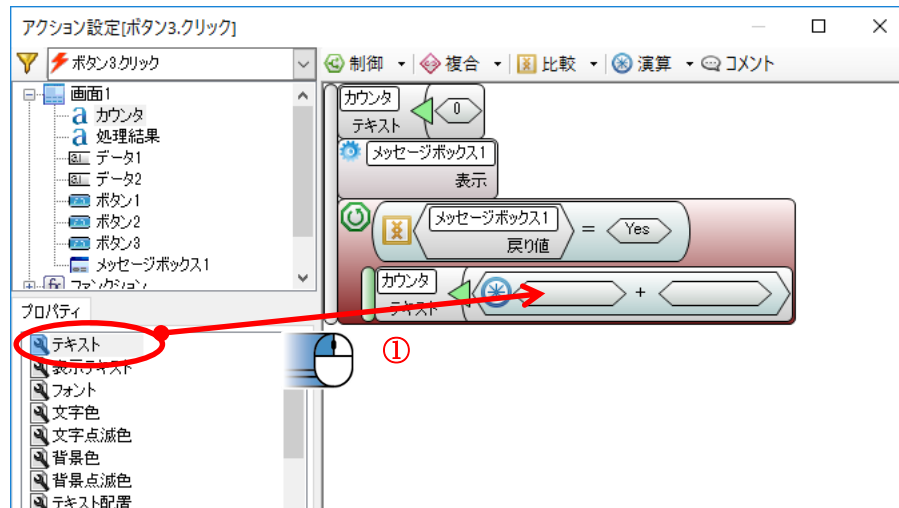 アクション設定[ボタン3.クリック]
ボタン3.クリック
制御 複合 比較 演算 コメント
画面1
カウンタ
処理結果
データ1
データ2
ボタン1
ボタン2
ボタン3
メッセージボックス1
fx ファンクション
プロパティ
テキスト
表示テキスト
フォント
文字色
文字点滅色
背景色
背景点滅色
テキスト配置
カウンタ
テキスト
0
メッセージボックス1
表示
メッセージボックス1
戻り値
= Yes
カウンタ
テキスト
+
①